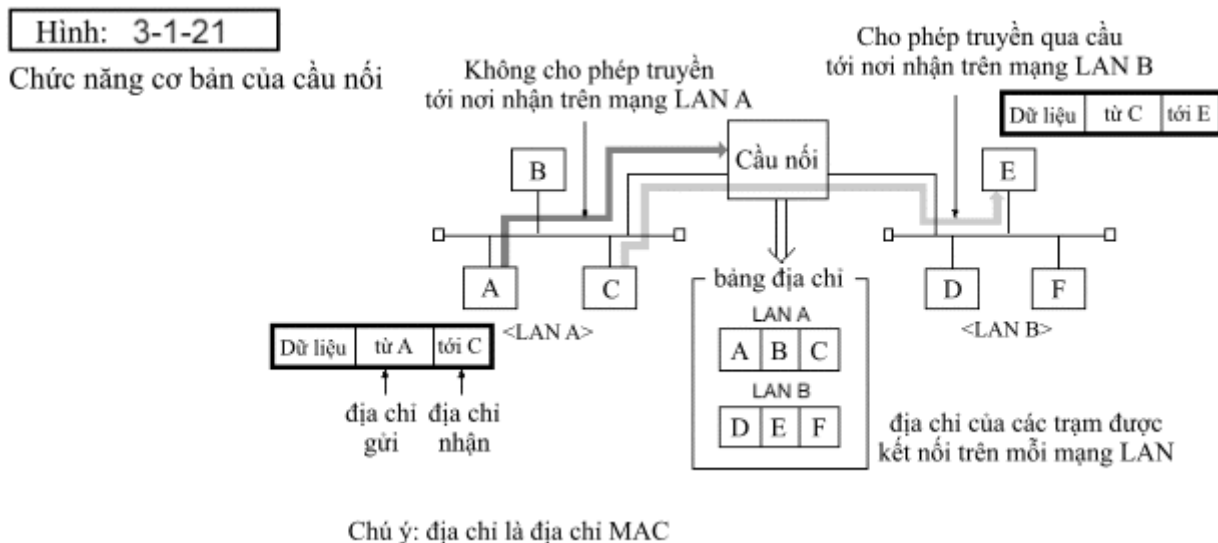 Hình: 3-1-21
Chức năng cơ bản của cầu nối
Không cho phép truyền
tới nơi nhận trên mạng LAN A
Cho phép truyền qua cầu
tới nơi nhận trên mạng LAN B
Dữ liệu từ C tới E
B
Cầu nối
E
A
C
D
F
<LAN A>
<LAN B>
Dữ liệu từ A tới C
địa chỉ
gửi
địa chỉ
nhận
bảng địa chỉ
LAN A
A B C
LAN B
D E F
địa chỉ của các trạm được
kết nối trên mỗi mạng LAN
Chú ý: địa chỉ là địa chỉ MAC